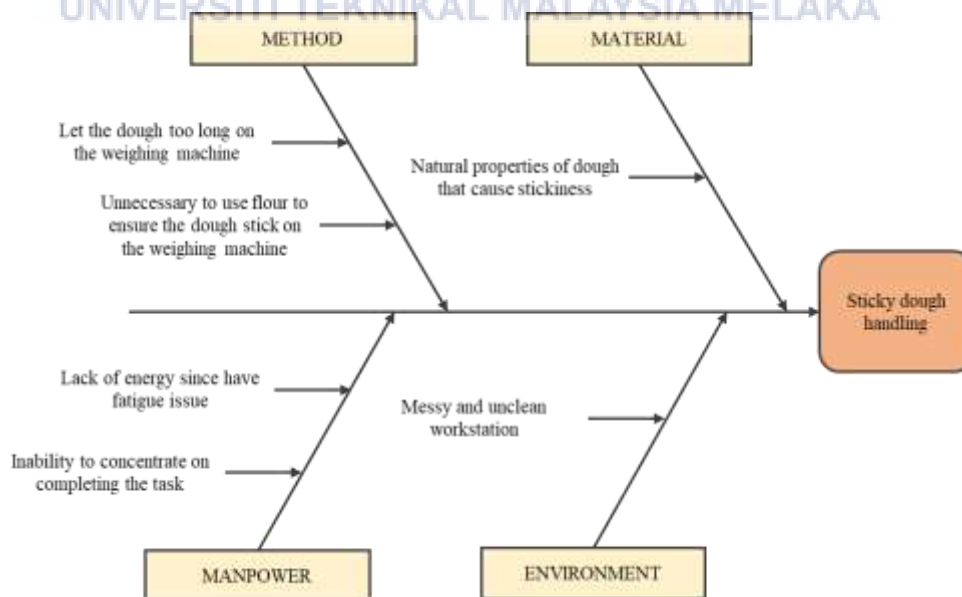 UNIVERSITI TEKNIKAL MALAYSIA MELAKA
METHOD
MATERIAL
Let the dough too long on
the weighing machine
Unnecessary to use flour to
ensure the dough stick on
the weighing machine
Natural properties of dough
that cause stickiness
Sticky dough
handling
Lack of energy since have
fatigue issue
Inability to concentrate on
completing the task
Messy and unclean
workstation
MANPOWER
ENVIRONMENT